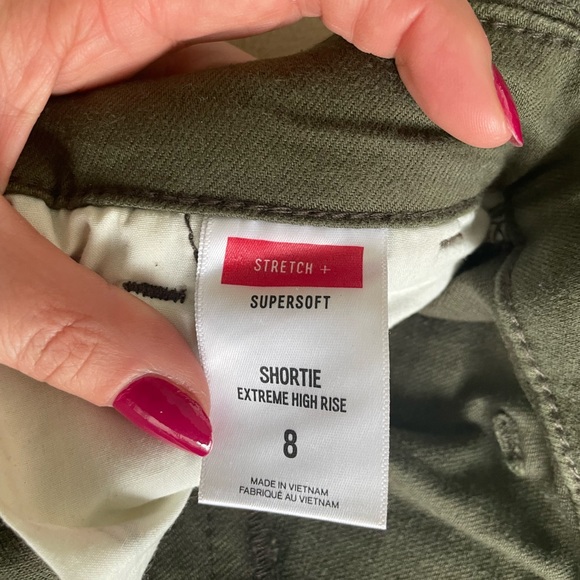 STRETCH +
SUPERSOFT
SHORTIE
EXTREME HIGH RISE
8
MADE IN VIETNAM
FABRIQUÉ AU VIETNAM